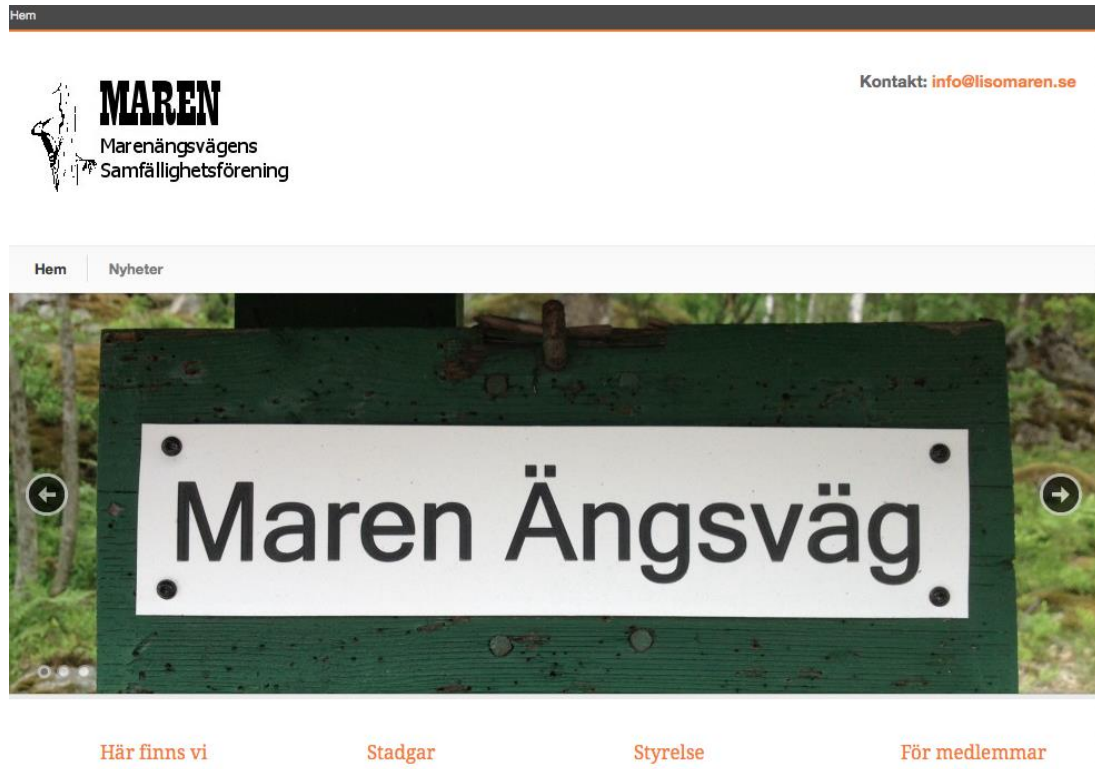 Hem
MAREN
Marenängsvägens
Samfällighetsförening
Kontakt: info@lisomaren.se
Hem Nyheter
Maren Ängsväg
Här finns vi Stadgar Styrelse För medlemmar